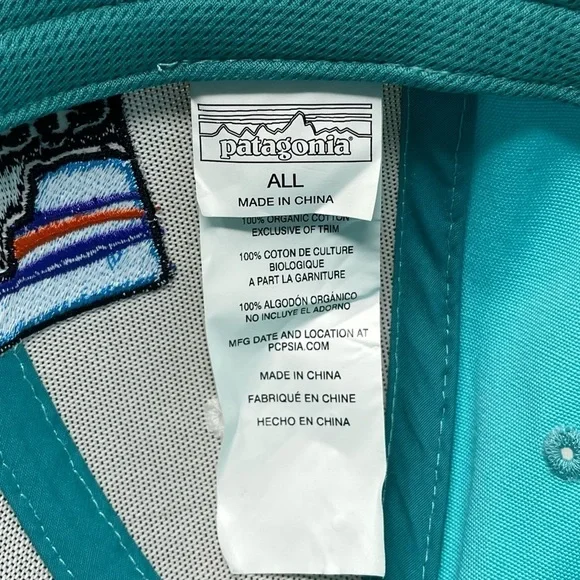 patagonia
ALL
MADE IN CHINA
100% ORGANIC COTTON
EXCLUSIVE OF TRIM
100% COTON DE CULTURE
BIOLOGIQUE
A PART LA GARNITURE
100% ALGODÓN ORGÁNICO
NO INCLUYE EL ADORNO
MFG DATE AND LOCATION AT
PCPSIA.COM
MADE IN CHINA
FABRIQUÉ EN CHINE
HECHO EN CHINA